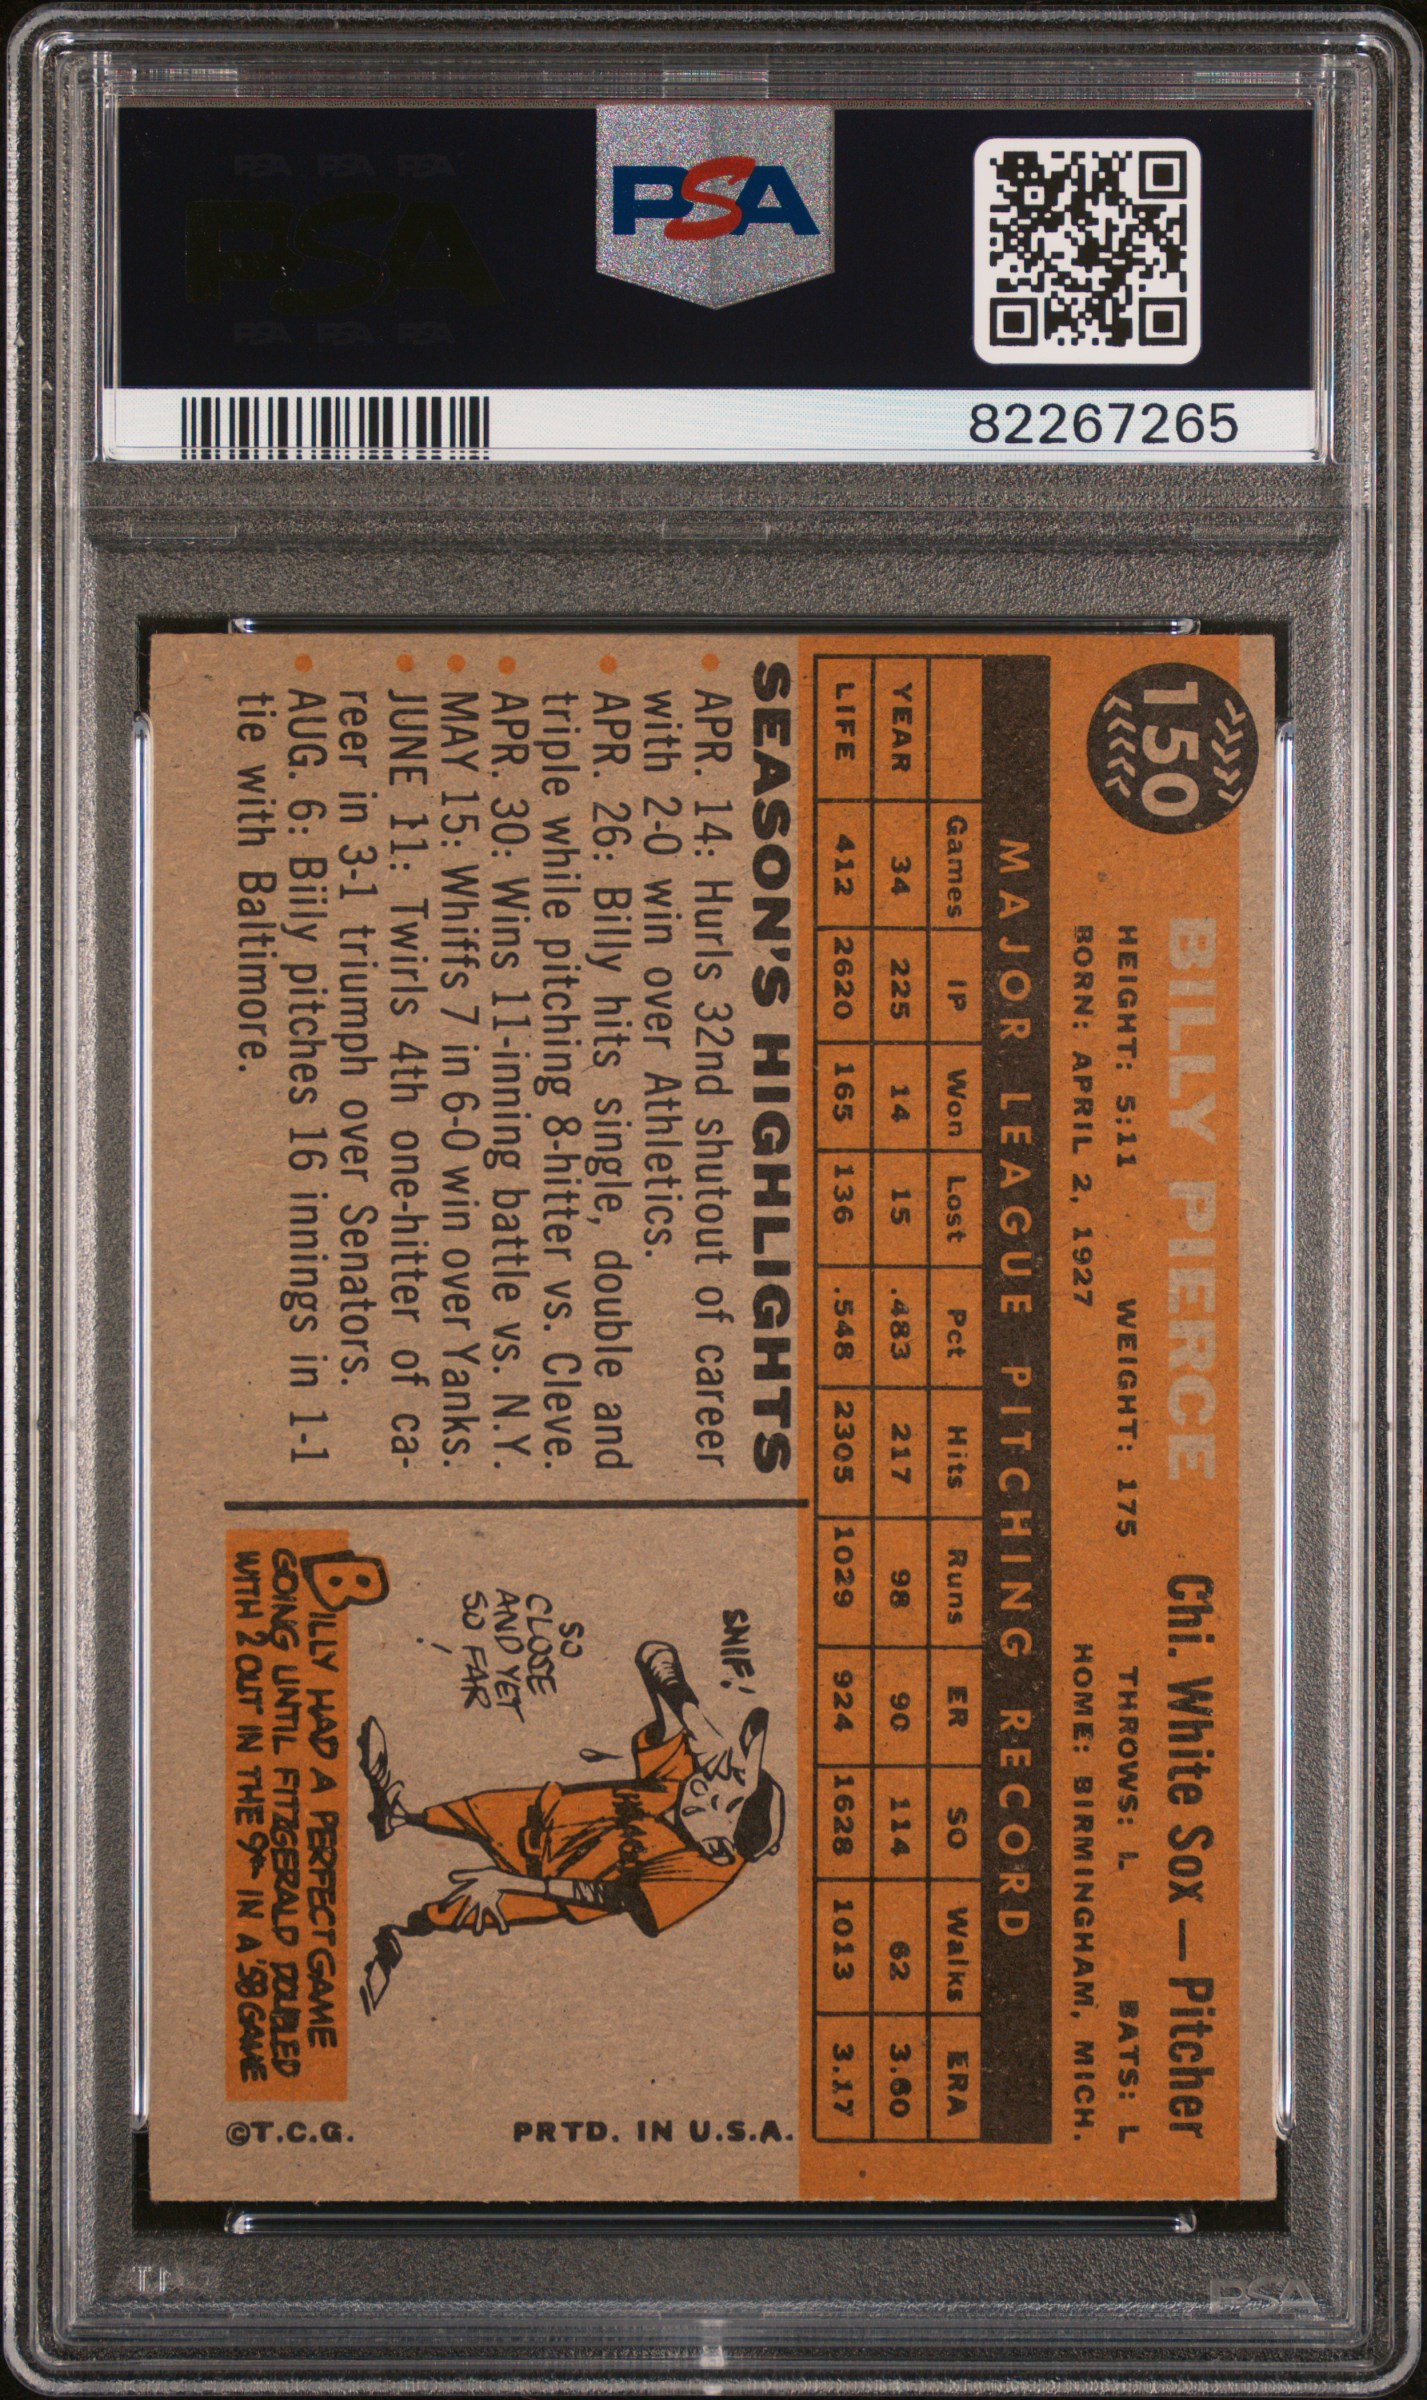 PSA PSA PSA
PSA
PSA PSA PSA
PSA
82267265
150
BILLY PIERCE Chi. White Sox — Pitcher
HEIGHT: 5:11 WEIGHT: 175 THROWS: L BATS: L
BORN: APRIL 2, 1927 HOME: BIRMINGHAM, MICH.
MAJOR LEAGUE PITCHING RECORD
Games IP Won Lost Pct Hits Runs ER SO Walks ERA
YEAR 34 225 14 15 .483 217 98 90 114 62 3.60
LIFE 412 2620 165 136 .548 2305 1029 924 1628 1013 3.17
SEASON'S HIGHLIGHTS
• APR. 14: Hurls 32nd shutout of career
with 2-0 win over Athletics.
• APR. 26: Billy hits single, double and
triple while pitching 8-hitter vs. Cleve.
• APR. 30: Wins 11-inning battle vs. N.Y.
• MAY 15: Whiffs 7 in 6-0 win over Yanks.
• JUNE 11: Twirls 4th one-hitter of ca-
reer in 3-1 triumph over Senators.
• AUG. 6: Billy pitches 16 innings in 1-1
tie with Baltimore.
SNIF!
SO
CLOSE
AND YET
SO FAR
!
BILLY HAD A PERFECT GAME
GOING UNTIL FITZGERALD DOUBLED
WITH 2 OUT IN THE 9TH IN A '58 GAME
©T.C.G. PRTD. IN U.S.A.
PSA